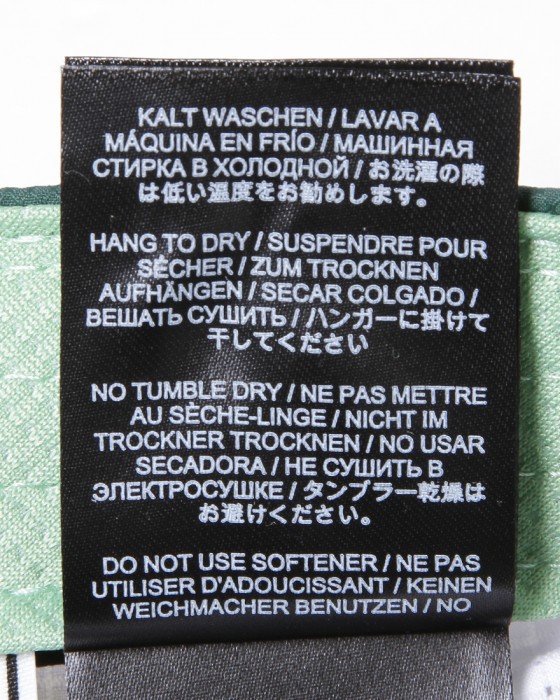 KALT WASCHEN / LAVAR A
MÁQUINA EN FRÍO / МАШИННАЯ
СТИРКА В ХОЛОДНОЙ / お洗濯の際
は低い温度をお勧めします。
HANG TO DRY / SUSPENDRE POUR
SÉCHER / ZUM TROCKNEN
AUFHÄNGEN / SECAR COLGADO /
ВЕШАТЬ СУШИТЬ / ハンガーに掛けて
干してください
NO TUMBLE DRY / NE PAS METTRE
AU SÈCHE-LINGE / NICHT IM
TROCKNER TROCKNEN / NO USAR
SECADORA / НЕ СУШИТЬ В
ЭЛЕКТРОСУШКЕ / タンブラー乾燥は
お避けください。
DO NOT USE SOFTENER / NE PAS
UTILISER D'ADOUCISSANT / KEINEN
WEICHMACHER BENUTZEN / NO